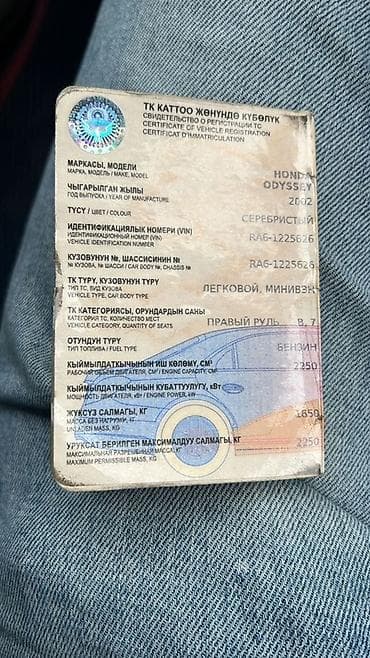 ТК КАТТОО ЖӨНҮНДӨ КҮБӨЛҮК
СВИДЕТЕЛЬСТВО О РЕГИСТРАЦИИ ТС
CERTIFICATE OF VEHICLE REGISTRATION
CERTIFICAT D'IMMATRICULATION
МАРКАСЫ, МОДЕЛИ
МАРКА, МОДЕЛЬ / MAKE, MODEL
HONDA
ODYSSEY
ЧЫГАРЫЛГАН ЖЫЛЫ
ГОД ВЫПУСКА / YEAR OF MANUFACTURE
2002
ТҮСҮ / ЦВЕТ / COLOUR
СЕРЕБРИСТЫЙ
ИДЕНТИФИКАЦИЯЛЫК НОМЕРИ (VIN)
ИДЕНТИФИКАЦИОННЫЙ НОМЕР (VIN)
VEHICLE IDENTIFICATION NUMBER
RA6-1225626
КУЗОВУНУН №, ШАССИСИНИН №
№ КУЗОВА, № ШАССИ / CAR BODY №, CHASSIS №
RA6-1225626
ТК ТҮРҮ, КУЗОВУНУН ТҮРҮ
ТИП ТС, ВИД КУЗОВА
VEHICLE TYPE, CAR BODY TYPE
ЛЕГКОВОЙ, МИНИВЭН
ТК КАТЕГОРИЯСЫ, ОРУНДАРДЫН САНЫ
КАТЕГОРИЯ ТС, КОЛИЧЕСТВО МЕСТ
VEHICLE CATEGORY, QUANTITY OF SEATS
ПРАВЫЙ РУЛЬ В, 7
ОТУНДУН ТҮРҮ
ТИП ТОПЛИВА / FUEL TYPE
БЕНЗИН
КЫЙМЫЛДАТКЫЧЫНЫН ИШ КӨЛӨМҮ, СМ³
РАБОЧИЙ ОБЪЕМ ДВИГАТЕЛЯ, СМ³ / ENGINE CAPACITY, CM³
2250
КЫЙМЫЛДАТКЫЧЫНЫН КУБАТТУУЛУГУ, кВт
МОЩНОСТЬ ДВИГАТЕЛЯ, кВт / ENGINE POWER, kW
ЖҮКСҮЗ САЛМАГЫ, КГ
МАССА БЕЗ НАГРУЗКИ, КГ
UNLADEN MASS, KG
1650
УРУКСАТ БЕРИЛГЕН МАКСИМАЛДУУ САЛМАГЫ, КГ
МАКСИМАЛЬНАЯ РАЗРЕШЕННАЯ МАССА, КГ
MAXIMUM PERMISSIBLE MASS, KG
2250